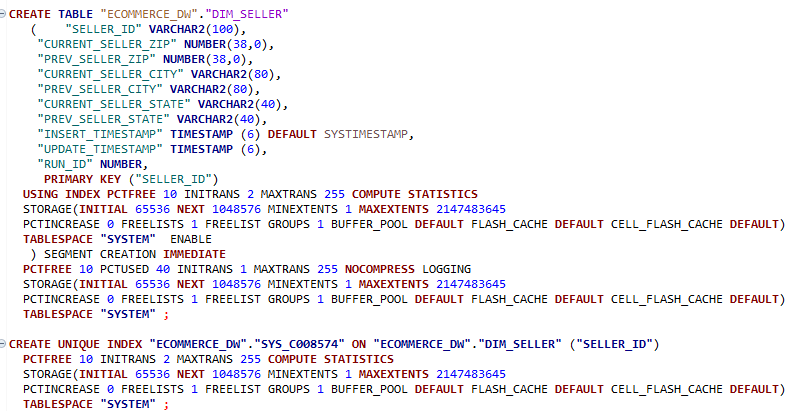 CREATE TABLE "ECOMMERCE_DW"."DIM_SELLER"
( "SELLER_ID" VARCHAR2(100),
"CURRENT_SELLER_ZIP" NUMBER(38,0),
"PREV_SELLER_ZIP" NUMBER(38,0),
"CURRENT_SELLER_CITY" VARCHAR2(80),
"PREV_SELLER_CITY" VARCHAR2(80),
"CURRENT_SELLER_STATE" VARCHAR2(40),
"PREV_SELLER_STATE" VARCHAR2(40),
"INSERT_TIMESTAMP" TIMESTAMP (6) DEFAULT SYSTIMESTAMP,
"UPDATE_TIMESTAMP" TIMESTAMP (6),
"RUN_ID" NUMBER,
PRIMARY KEY ("SELLER_ID")
USING INDEX PCTFREE 10 INITRANS 2 MAXTRANS 255 COMPUTE STATISTICS
STORAGE(INITIAL 65536 NEXT 1048576 MINEXTENTS 1 MAXEXTENTS 2147483645
PCTINCREASE 0 FREELISTS 1 FREELIST GROUPS 1 BUFFER_POOL DEFAULT FLASH_CACHE DEFAULT CELL_FLASH_CACHE DEFAULT)
TABLESPACE "SYSTEM" ENABLE
) SEGMENT CREATION IMMEDIATE
PCTFREE 10 PCTUSED 40 INITRANS 1 MAXTRANS 255 NOCOMPRESS LOGGING
STORAGE(INITIAL 65536 NEXT 1048576 MINEXTENTS 1 MAXEXTENTS 2147483645
PCTINCREASE 0 FREELISTS 1 FREELIST GROUPS 1 BUFFER_POOL DEFAULT FLASH_CACHE DEFAULT CELL_FLASH_CACHE DEFAULT)
TABLESPACE "SYSTEM" ;
CREATE UNIQUE INDEX "ECOMMERCE_DW"."SYS_C008574" ON "ECOMMERCE_DW"."DIM_SELLER" ("SELLER_ID")
PCTFREE 10 INITRANS 2 MAXTRANS 255 COMPUTE STATISTICS
STORAGE(INITIAL 65536 NEXT 1048576 MINEXTENTS 1 MAXEXTENTS 2147483645
PCTINCREASE 0 FREELISTS 1 FREELIST GROUPS 1 BUFFER_POOL DEFAULT FLASH_CACHE DEFAULT CELL_FLASH_CACHE DEFAULT)
TABLESPACE "SYSTEM" ;